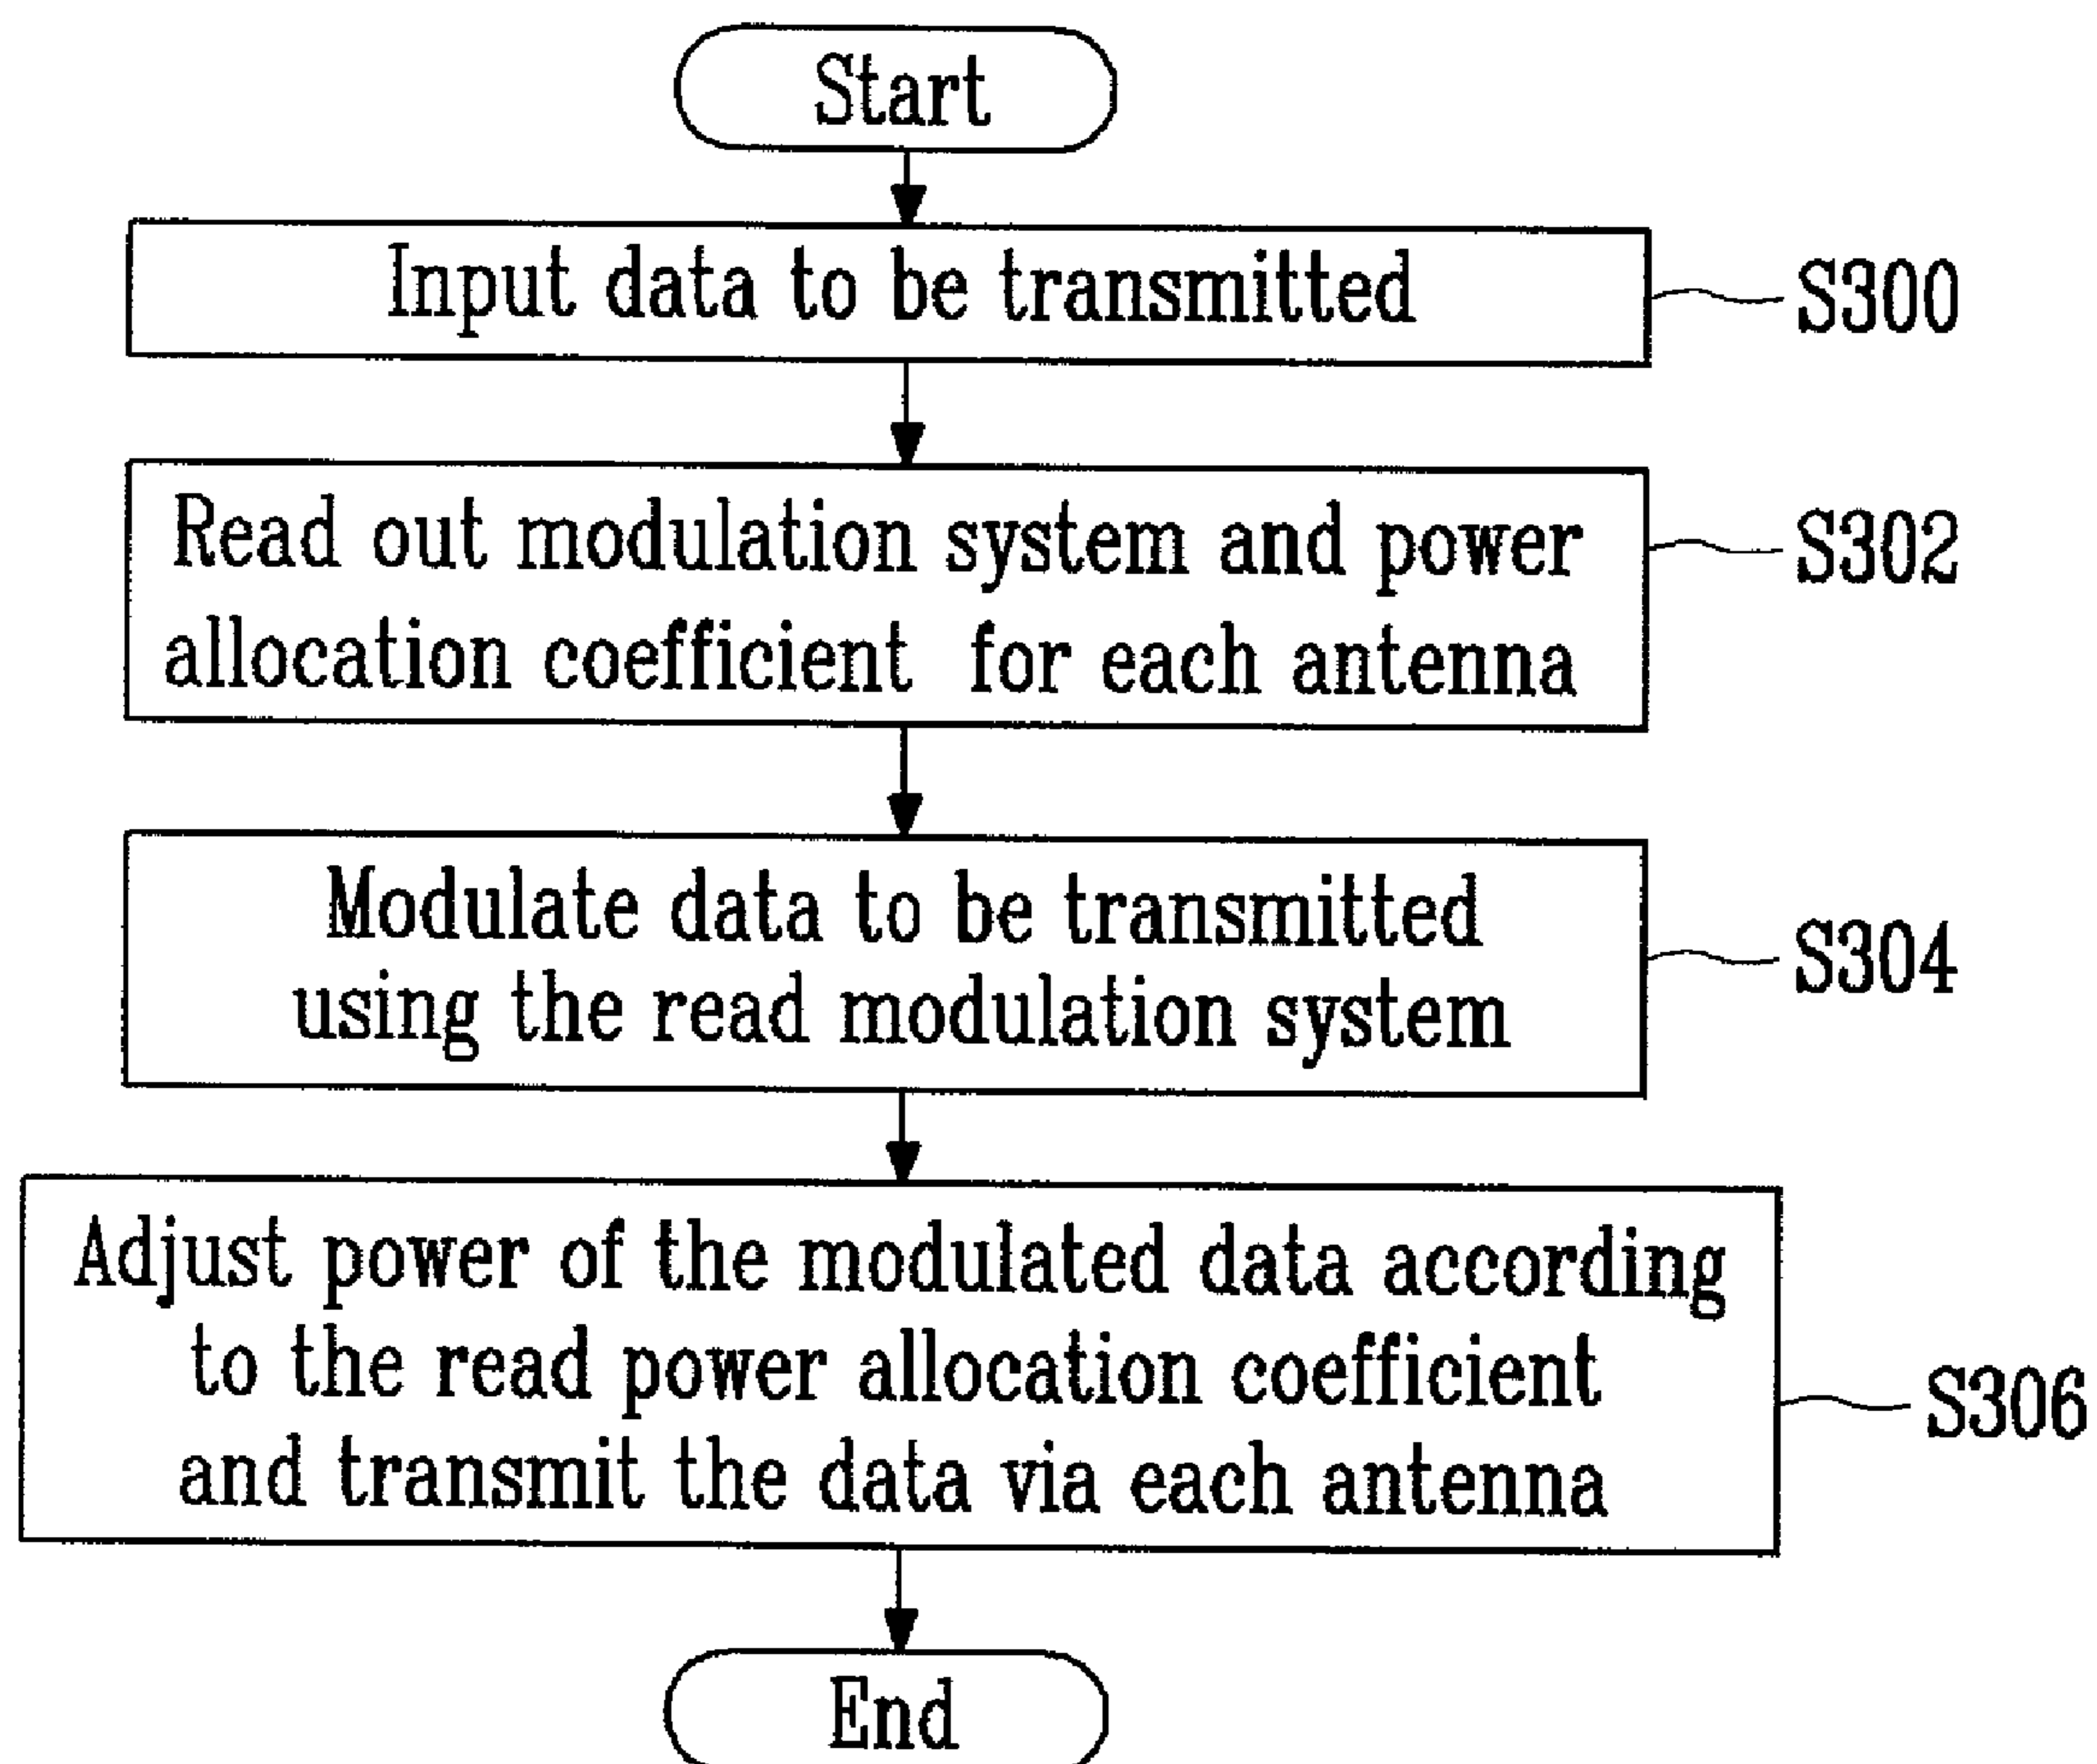 Start
Input data to be transmitted
S300
Read out modulation system and power
allocation coefficient for each antenna
S302
Modulate data to be transmitted
using the read modulation system
S304
Adjust power of the modulated data according
to the read power allocation coefficient
and transmit the data via each antenna
S306
End